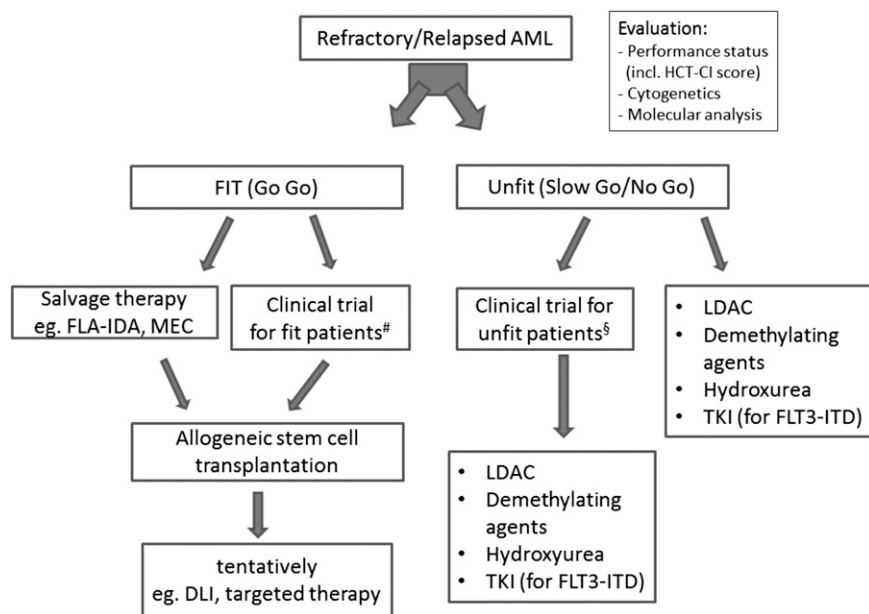 Refractory/Relapsed AML
Evaluation:
- Performance status
(incl. HCT-CI score)
- Cytogenetics
- Molecular analysis
FIT (Go Go)
Unfit (Slow Go/No Go)
Salvage therapy
eg. FLA-IDA, MEC
Clinical trial
for fit patients#
Clinical trial for
unfit patients§
• LDAC
• Demethylating
agents
• Hydroxurea
• TKI (for FLT3-ITD)
Allogeneic stem cell
transplantation
• LDAC
• Demethylating
agents
• Hydroxyurea
• TKI (for FLT3-ITD)
tentatively
eg. DLI, targeted therapy